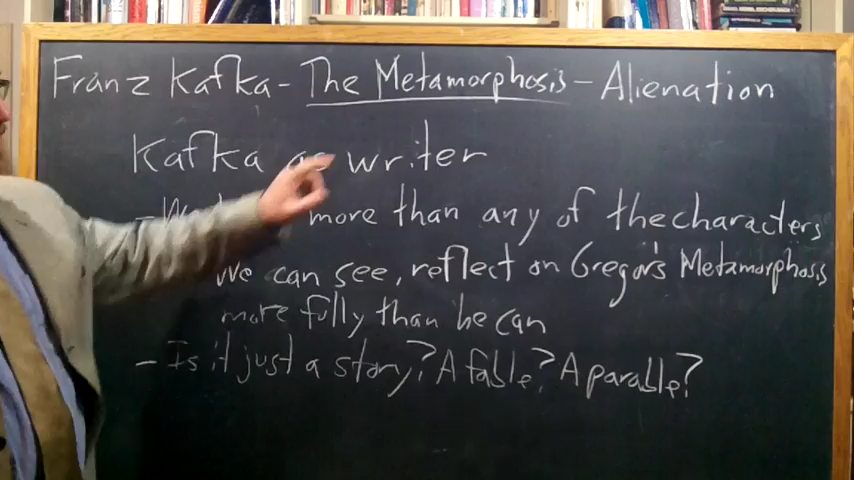 Franz Kafka - The Metamorphosis - Alienation
Kafka as writer
- more than any of the characters
We can see, reflect on Gregor's Metamorphosis
more fully than he can
- Is it just a story? A fable? A parable?